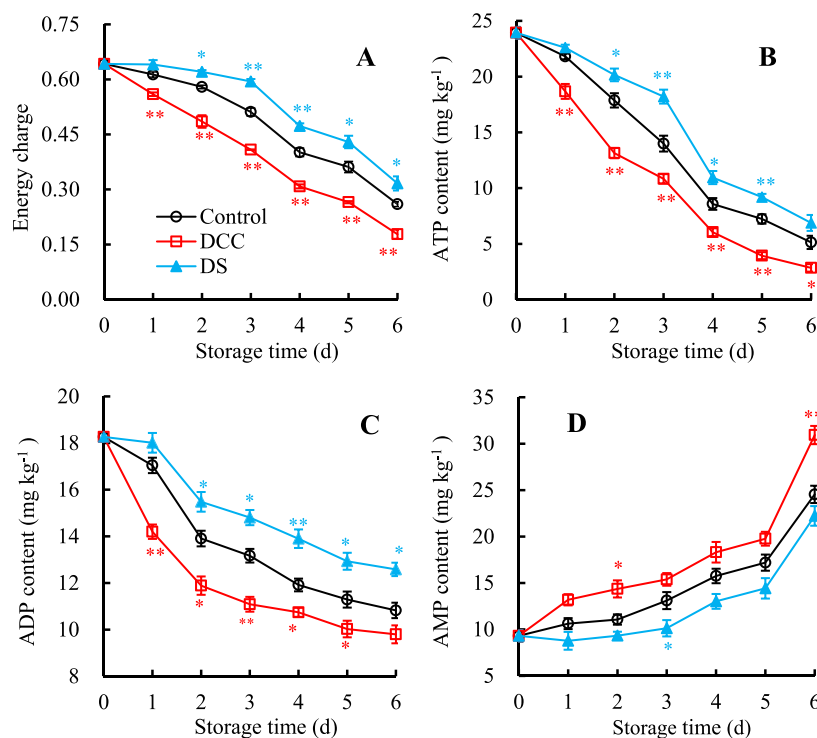 A
0.75
0.60
0.45
0.30
0.15
0.00
Energy charge
* ** ** * *
** ** ** ** ** **
Control
DCC
DS
0 1 2 3 4 5 6
Storage time (d)
B
25
20
15
10
5
0
ATP content (mg kg-1 )
* ** * **
** ** ** ** ** *
0 1 2 3 4 5 6
Storage time (d)
C
20
18
16
14
12
10
8
ADP content (mg kg-1 )
* * ** * *
** * ** * *
0 1 2 3 4 5 6
Storage time (d)
D
35
30
25
20
15
10
5
AMP content (mg kg-1 )
* **
*
0 1 2 3 4 5 6
Storage time (d)